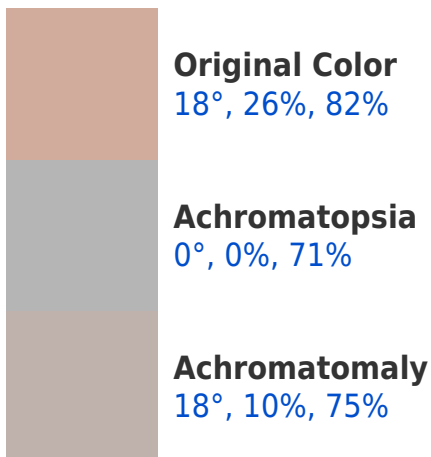 Original Color
18°, 26%, 82%
Achromatopsia
0°, 0%, 71%
Achromatomaly
18°, 10%, 75%